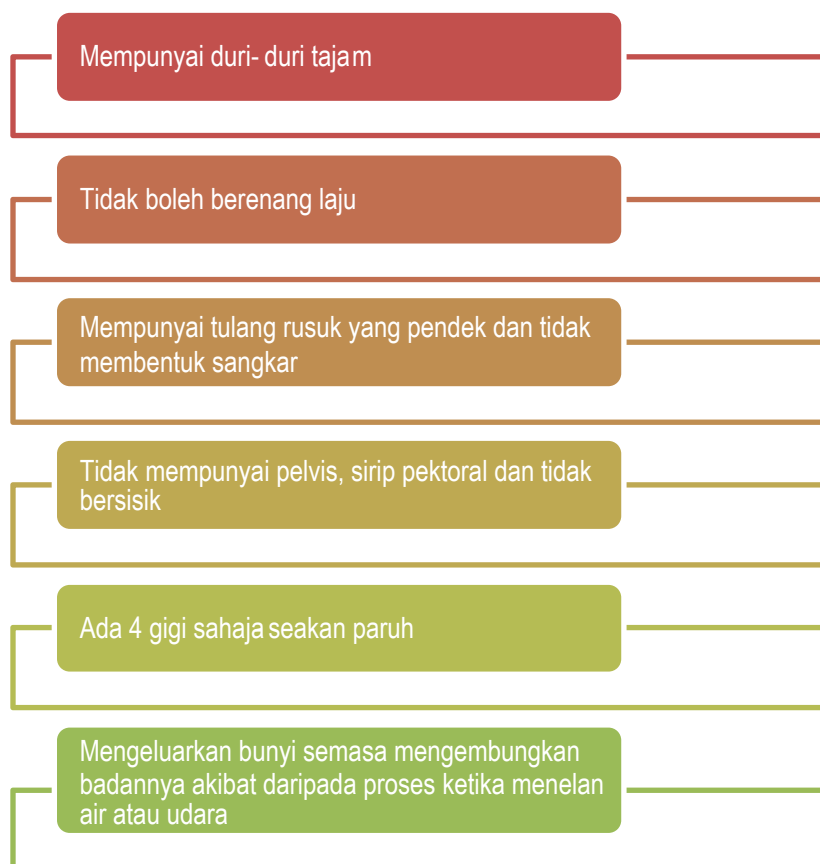 Mempunyai duri- duri tajam
Tidak boleh berenang laju
Mempunyai tulang rusuk yang pendek dan tidak
membentuk sangkar
Tidak mempunyai pelvis, sirip pektoral dan tidak
bersisik
Ada 4 gigi sahaja seakan paruh
Mengeluarkan bunyi semasa mengembungkan
badannya akibat daripada proses ketika menelan
air atau udara